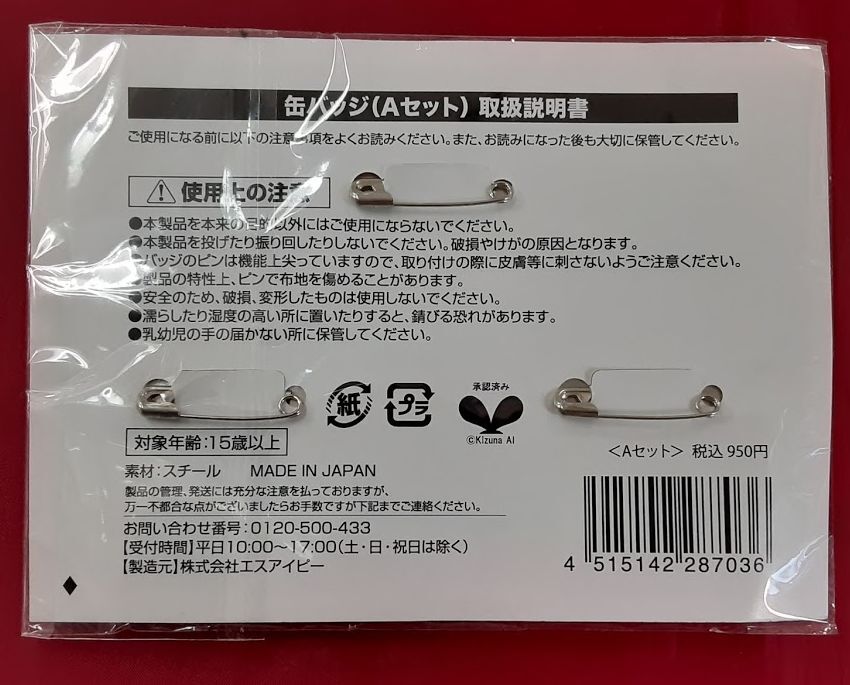 缶バッジ(Aセット) 取扱説明書
ご使用になる前に以下の注意事項をよくお読みください。また、お読みになった後も大切に保管してください。
使用上の注意
●本製品を本来の目的以外にはご使用にならないでください。
●本製品を投げたり振り回したりしないでください。破損やけがの原因となります。
●バッジのピンは機能上尖っていますので、取り付けの際に皮膚等に刺さないようご注意ください。
●製品の特性上、ピンで布地を傷めることがあります。
●安全のため、破損、変形したものは使用しないでください。
●濡らしたり湿度の高い所に置いたりすると、錆びる恐れがあります。
●乳幼児の手の届かない所に保管してください。
紙
プラ
承認済み
©Kizuna AI
対象年齢:15歳以上
<Aセット> 税込 950円
素材:スチール MADE IN JAPAN
製品の管理、発送には充分な注意を払っておりますが、
万一不都合な点がございましたらお手数ですが下記までご連絡ください。
お問い合わせ番号:0120-500-433
【受付時間】平日10:00〜17:00(土・日・祝日は除く)
【製造元】株式会社エスアイピー
4 515142 287036